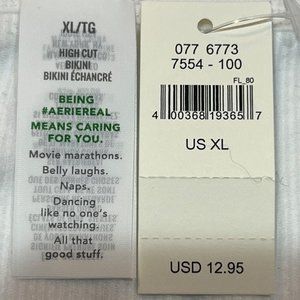 XL/TG
HIGH CUT
BIKINI
BIKINI ÉCHANCRÉ
BEING
#AERIEREAL
MEANS CARING
FOR YOU.
Movie marathons.
Belly laughs.
Naps.
Dancing
like no one's
watching.
All that
good stuff.
077 6773
7554 - 100
FL_80
4 00368 19365 7
US XL
USD 12.95